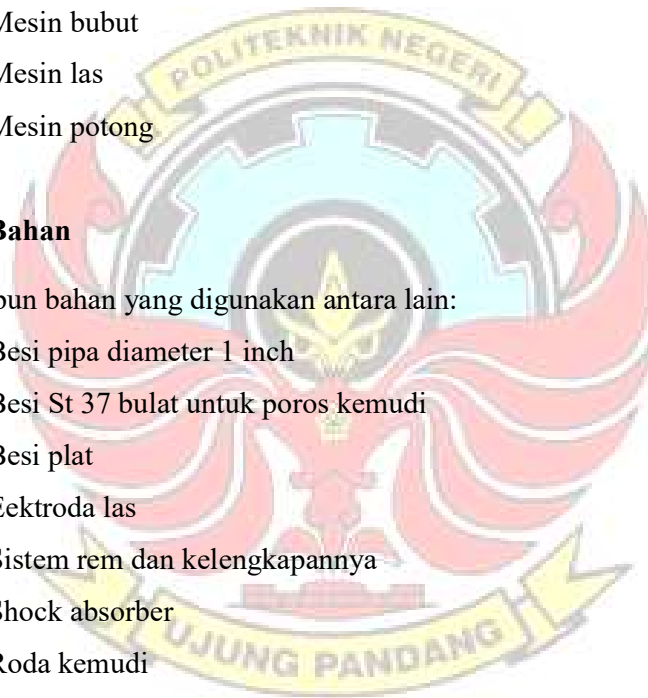 Mesin bubut
POLITEKNIK NEGERI
Mesin las
Mesin potong
Bahan
pun bahan yang digunakan antara lain:
Besi pipa diameter 1 inch
Besi St 37 bulat untuk poros kemudi
Besi plat
Eektroda las
Sistem rem dan kelengkapannya
Shock absorber
UJUNG PANDANG
Roda kemudi